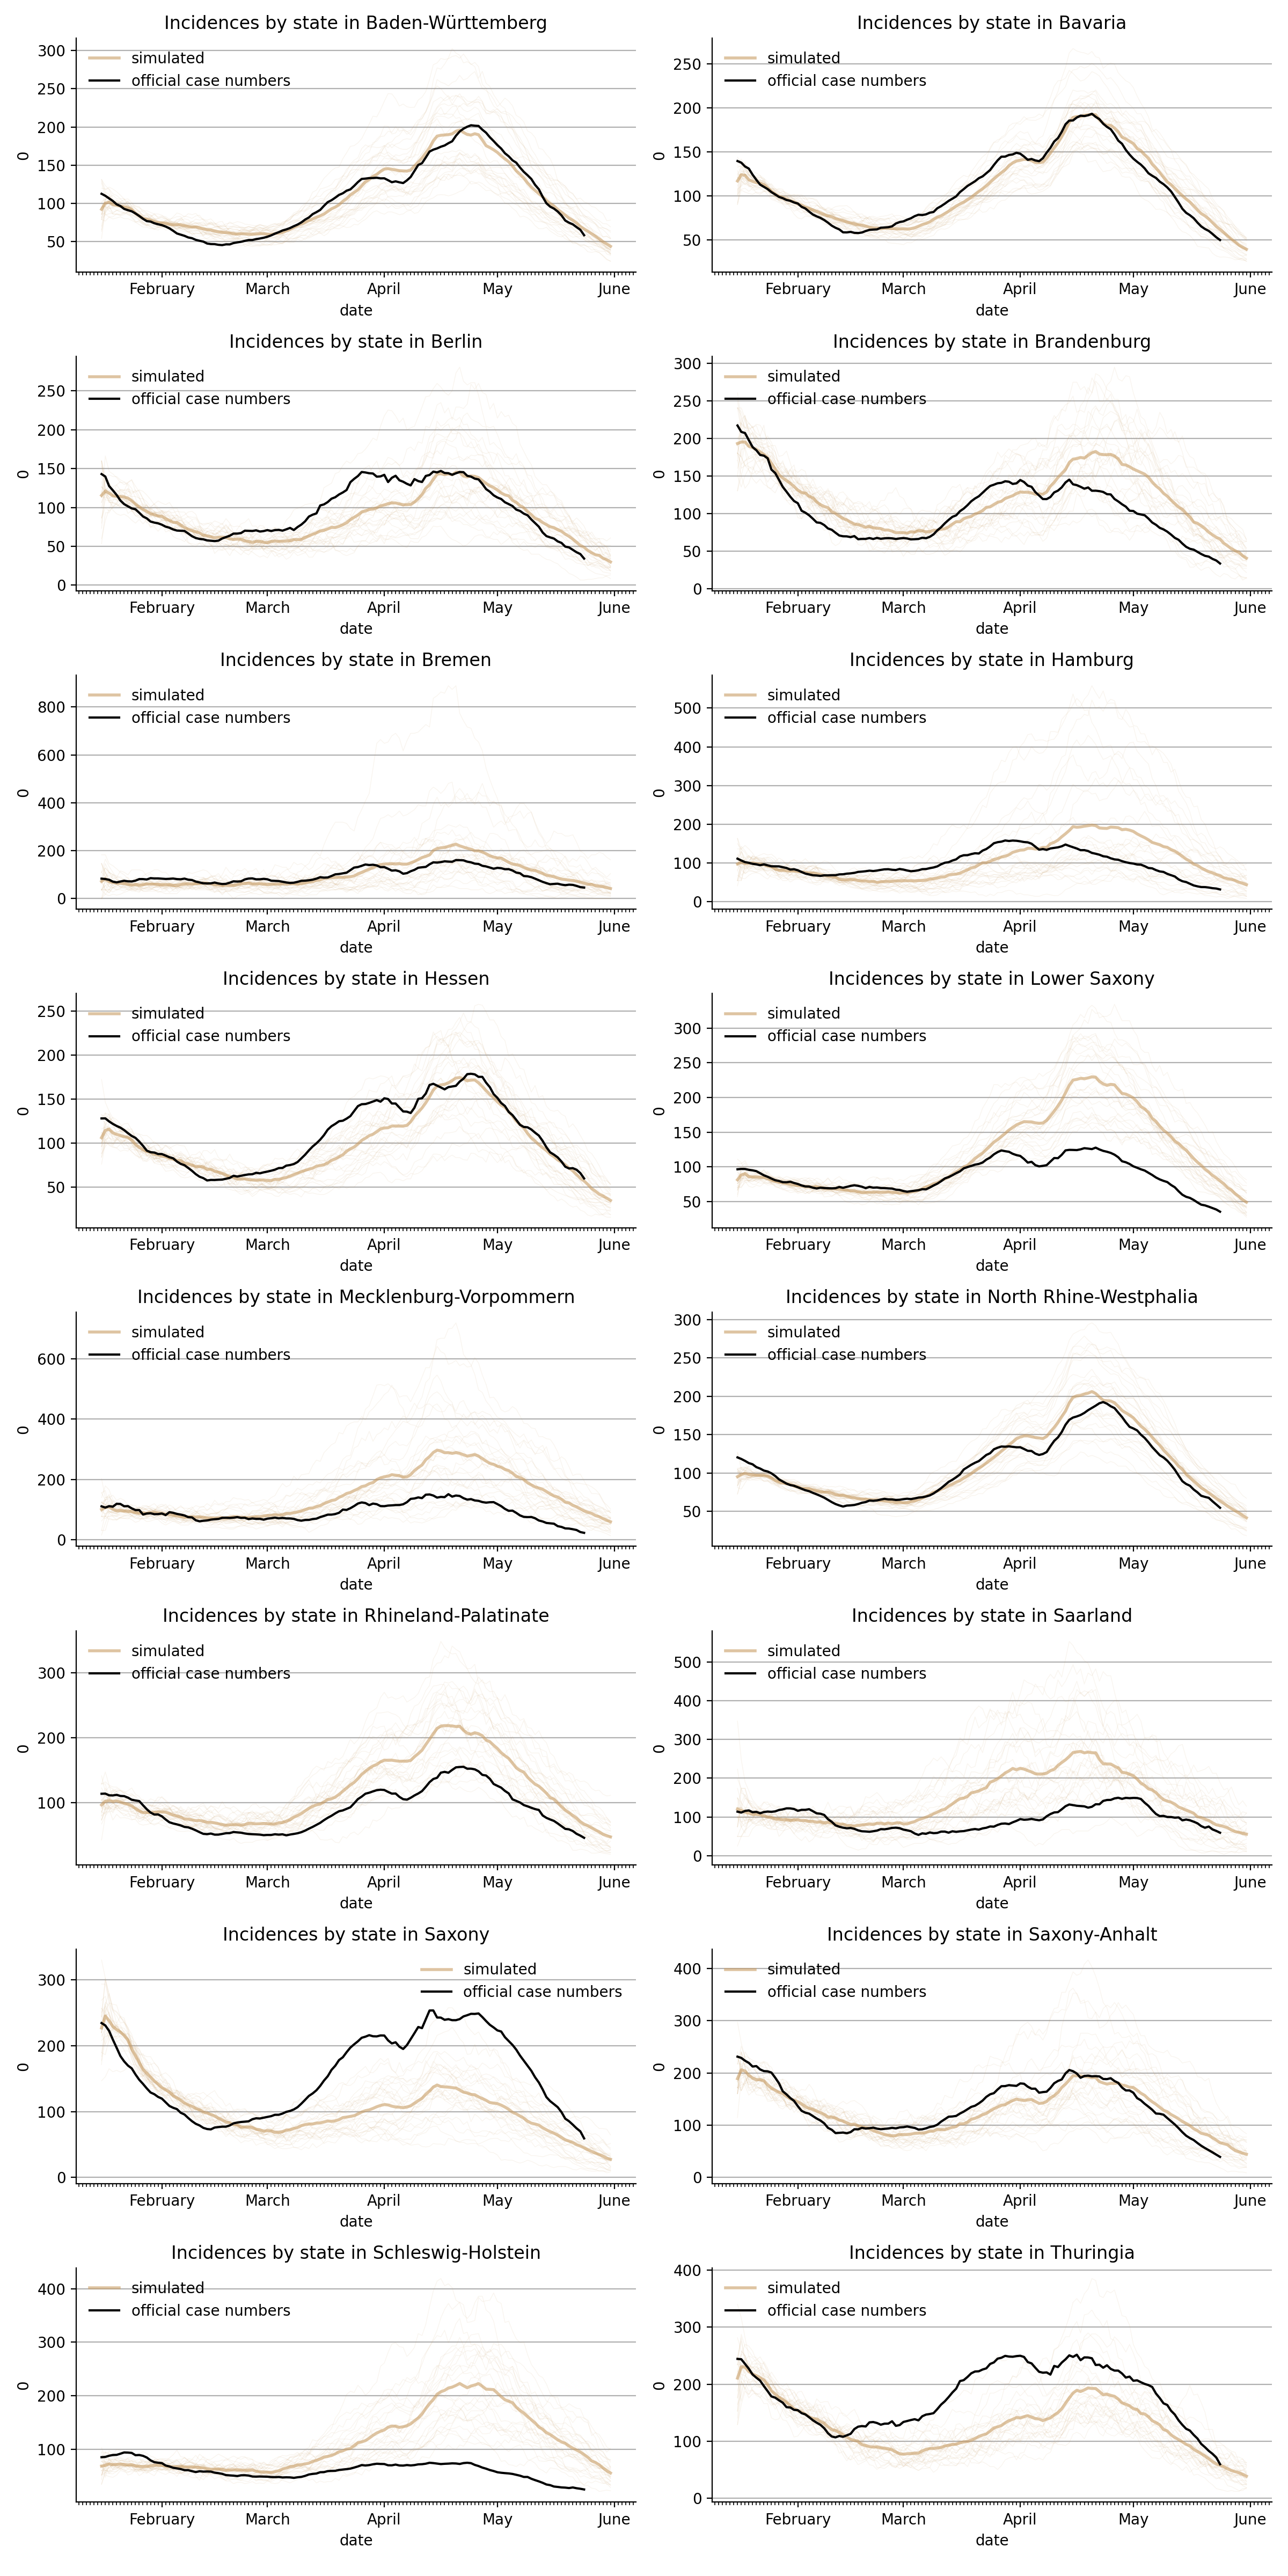 Incidences by state in Baden-Württemberg
300
250
200
150
100
50
0
simulated
official case numbers
February March April May June
date
Incidences by state in Bavaria
250
200
150
100
50
0
simulated
official case numbers
February March April May June
date
Incidences by state in Berlin
250
200
150
100
50
0
0
simulated
official case numbers
February March April May June
date
Incidences by state in Brandenburg
300
250
200
150
100
50
0
0
simulated
official case numbers
February March April May June
date
Incidences by state in Bremen
800
600
400
200
0
0
simulated
official case numbers
February March April May June
date
Incidences by state in Hamburg
500
400
300
200
100
0
0
simulated
official case numbers
February March April May June
date
Incidences by state in Hessen
250
200
150
100
50
0
simulated
official case numbers
February March April May June
date
Incidences by state in Lower Saxony
300
250
200
150
100
50
0
simulated
official case numbers
February March April May June
date
Incidences by state in Mecklenburg-Vorpommern
600
400
200
0
0
simulated
official case numbers
February March April May June
date
Incidences by state in North Rhine-Westphalia
300
250
200
150
100
50
0
simulated
official case numbers
February March April May June
date
Incidences by state in Rhineland-Palatinate
300
200
100
0
simulated
official case numbers
February March April May June
date
Incidences by state in Saarland
500
400
300
200
100
0
0
simulated
official case numbers
February March April May June
date
Incidences by state in Saxony
300
200
100
0
0
simulated
official case numbers
February March April May June
date
Incidences by state in Saxony-Anhalt
400
300
200
100
0
0
simulated
official case numbers
February March April May June
date
Incidences by state in Schleswig-Holstein
400
300
200
100
0
simulated
official case numbers
February March April May June
date
Incidences by state in Thuringia
400
300
200
100
0
0
simulated
official case numbers
February March April May June
date